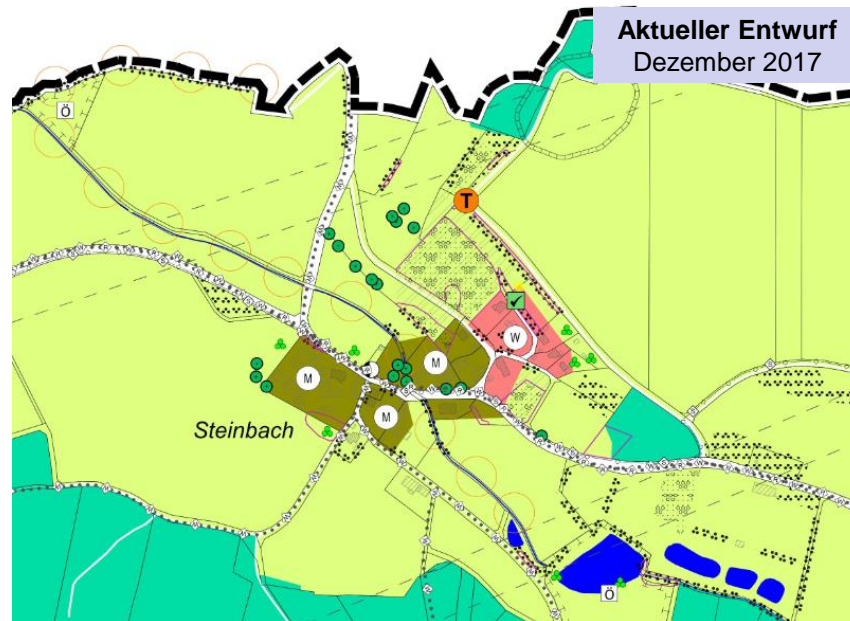 Aktueller Entwurf
Dezember 2017
Ö
T
W
M
M
M
Steinbach
Ö